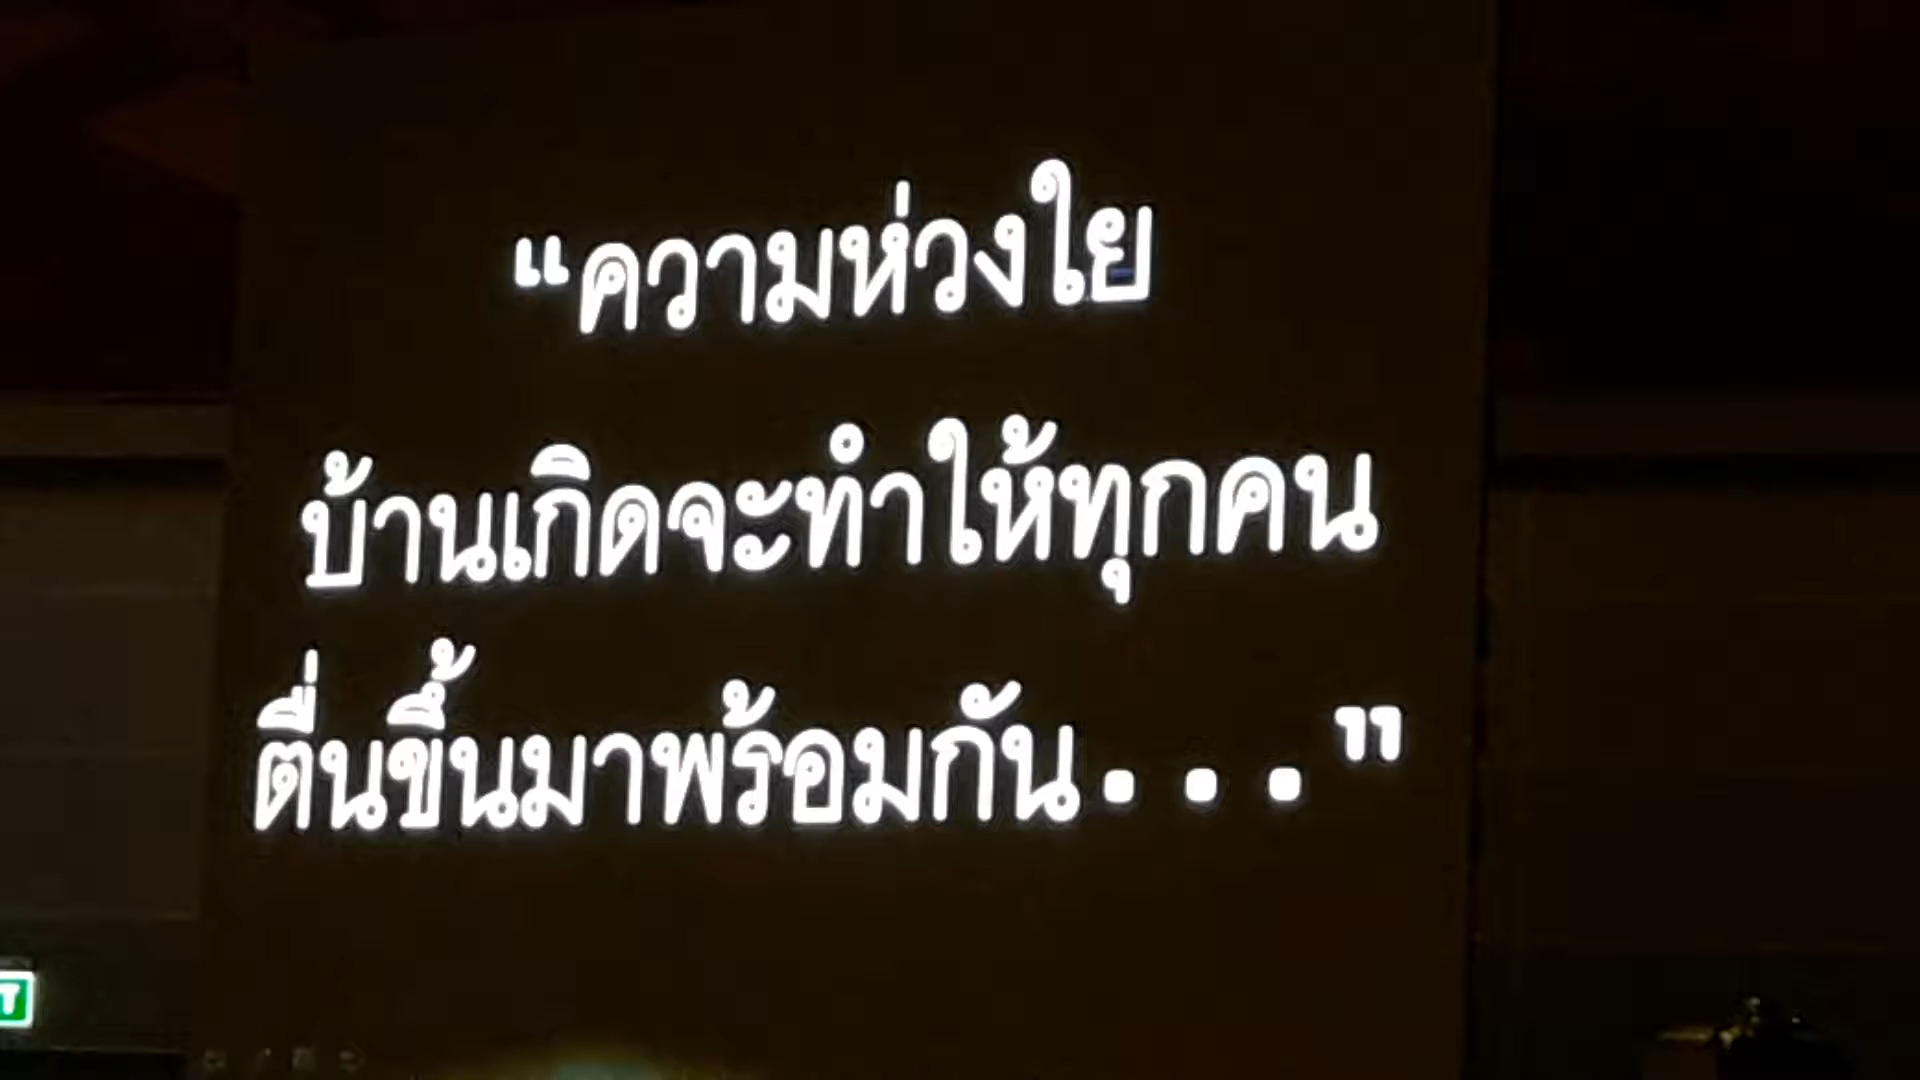 “ความห่วงใย
บ้านเกิดจะทำให้ทุกคน
ตื่นขึ้นมาพร้อมกัน...”
T